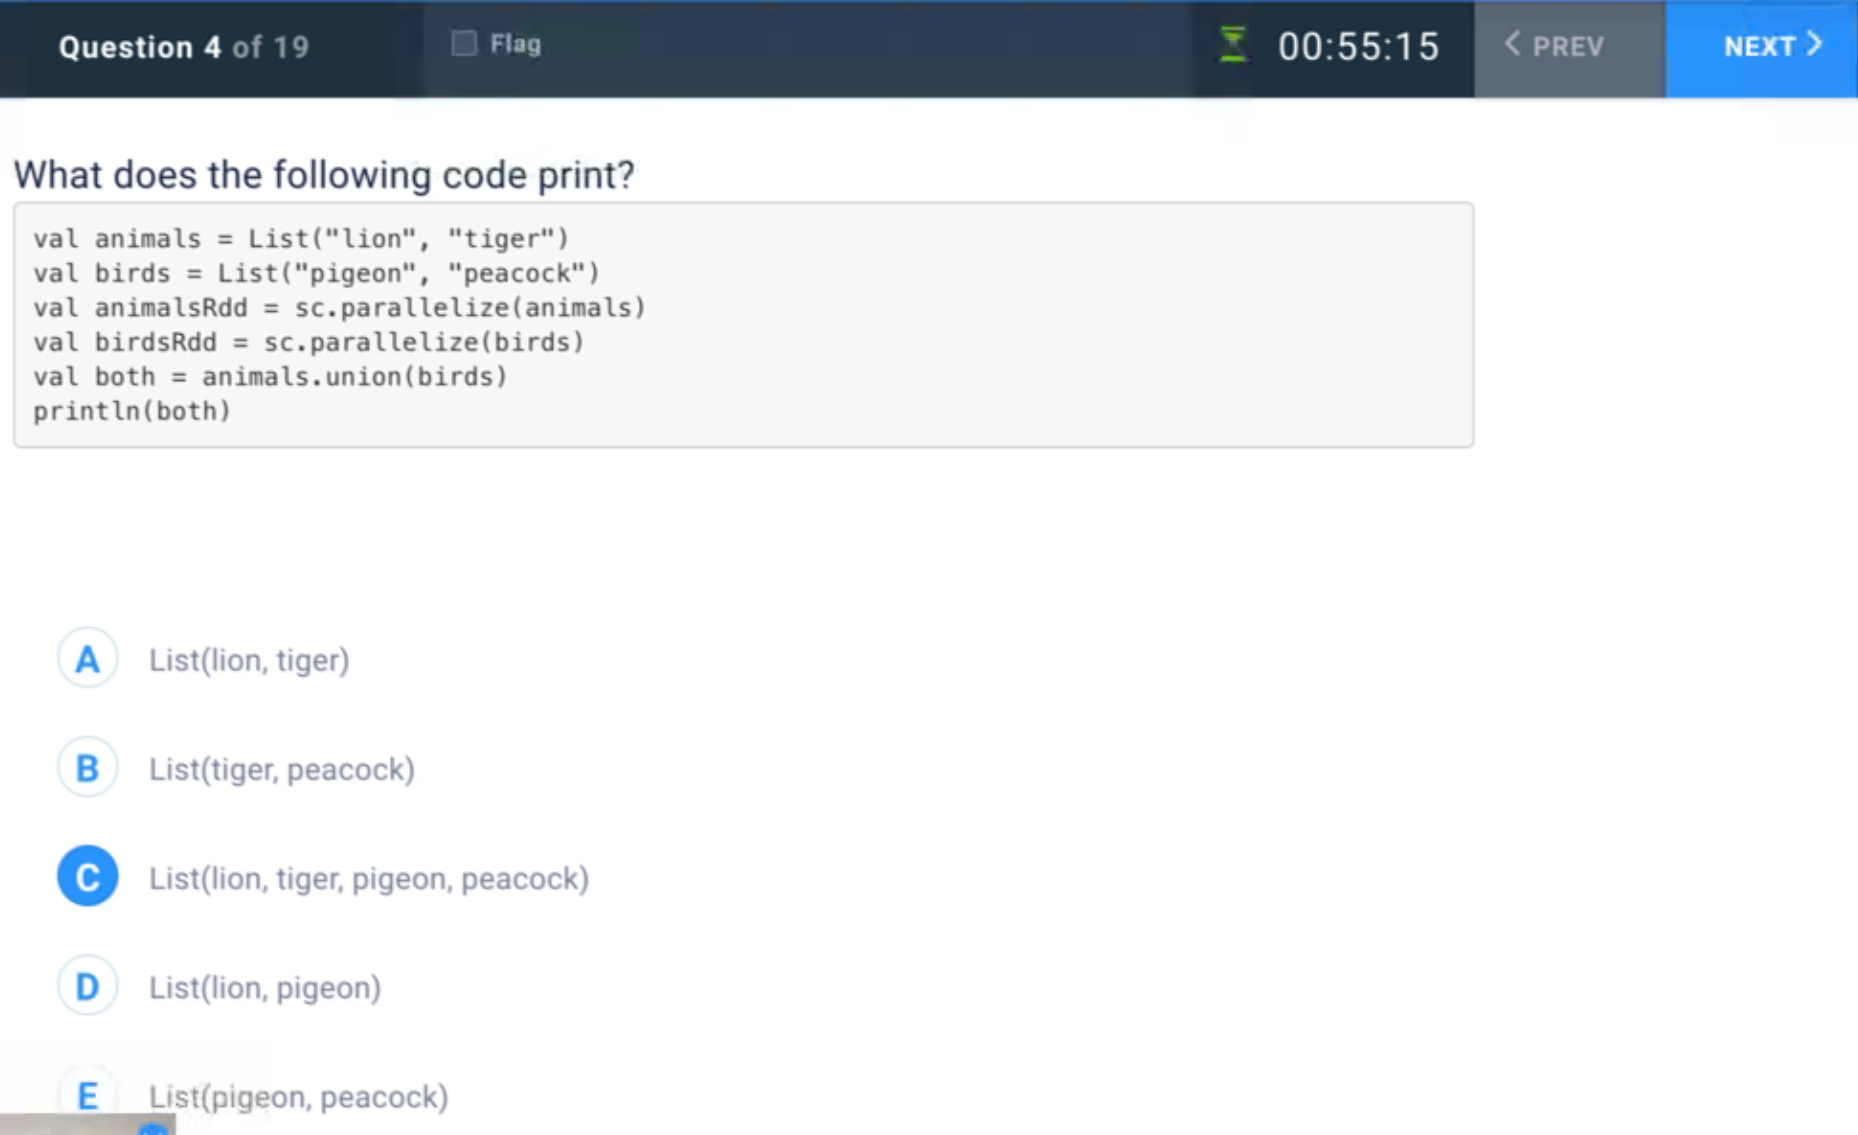 Question 4 of 19
Flag
00:55:15
PREV
NEXT
What does the following code print?
val animals = List("lion", "tiger")
val birds = List("pigeon", "peacock")
val animalsRdd = sc.parallelize(animals)
val birdsRdd = sc.parallelize(birds)
val both = animals.union(birds)
println(both)
A List(lion, tiger)
B List(tiger, peacock)
C List(lion, tiger, pigeon, peacock)
D List(lion, pigeon)
E List(pigeon, peacock)